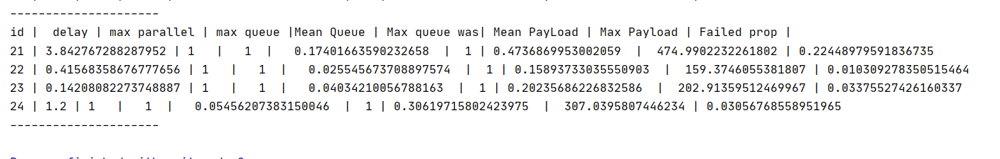 ---------------------
id |  delay | max parallel | max queue |Mean Queue | Max queue was| Mean PayLoad | Max Payload | Failed prop |
21 | 3.842767288287952 | 1   |   1  |   0.17401663590232658  |  1 | 0.4736869953002059  |  474.9902232261802 | 0.22448979591836735
22 | 0.41568358676777656 | 1   |   1  |   0.025545673708897574  |  1 | 0.15893733035550903  |  159.3746055381807 | 0.010309278350515464
23 | 0.14208082273748887 | 1   |   1  |   0.04034210056788163  |  1 | 0.20235686226832586  |  202.91359512469967 | 0.03375527426160337
24 | 1.2 | 1   |   1  |   0.05456207383150046  |  1 | 0.30619715802423975  |  307.0395807446234 | 0.03056768558951965
---------------------